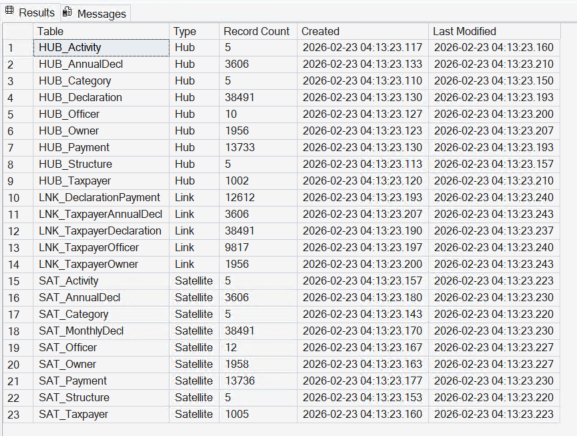 Results Messages
Table Type Record Count Created Last Modified
1 HUB_Activity Hub 5 2026-02-23 04:13:23.117 2026-02-23 04:13:23.160
2 HUB_AnnualDecl Hub 3606 2026-02-23 04:13:23.133 2026-02-23 04:13:23.210
3 HUB_Category Hub 5 2026-02-23 04:13:23.110 2026-02-23 04:13:23.150
4 HUB_Declaration Hub 38491 2026-02-23 04:13:23.130 2026-02-23 04:13:23.193
5 HUB_Officer Hub 10 2026-02-23 04:13:23.127 2026-02-23 04:13:23.200
6 HUB_Owner Hub 1956 2026-02-23 04:13:23.123 2026-02-23 04:13:23.207
7 HUB_Payment Hub 13733 2026-02-23 04:13:23.130 2026-02-23 04:13:23.193
8 HUB_Structure Hub 5 2026-02-23 04:13:23.113 2026-02-23 04:13:23.157
9 HUB_Taxpayer Hub 1002 2026-02-23 04:13:23.120 2026-02-23 04:13:23.210
10 LNK_DeclarationPayment Link 12612 2026-02-23 04:13:23.193 2026-02-23 04:13:23.240
11 LNK_TaxpayerAnnualDecl Link 3606 2026-02-23 04:13:23.207 2026-02-23 04:13:23.243
12 LNK_TaxpayerDeclaration Link 38491 2026-02-23 04:13:23.190 2026-02-23 04:13:23.237
13 LNK_TaxpayerOfficer Link 9817 2026-02-23 04:13:23.197 2026-02-23 04:13:23.240
14 LNK_TaxpayerOwner Link 1956 2026-02-23 04:13:23.200 2026-02-23 04:13:23.243
15 SAT_Activity Satellite 5 2026-02-23 04:13:23.157 2026-02-23 04:13:23.223
16 SAT_AnnualDecl Satellite 3606 2026-02-23 04:13:23.180 2026-02-23 04:13:23.230
17 SAT_Category Satellite 5 2026-02-23 04:13:23.143 2026-02-23 04:13:23.220
18 SAT_MonthlyDecl Satellite 38491 2026-02-23 04:13:23.170 2026-02-23 04:13:23.230
19 SAT_Officer Satellite 12 2026-02-23 04:13:23.167 2026-02-23 04:13:23.227
20 SAT_Owner Satellite 1958 2026-02-23 04:13:23.163 2026-02-23 04:13:23.227
21 SAT_Payment Satellite 13736 2026-02-23 04:13:23.177 2026-02-23 04:13:23.230
22 SAT_Structure Satellite 5 2026-02-23 04:13:23.153 2026-02-23 04:13:23.220
23 SAT_Taxpayer Satellite 1005 2026-02-23 04:13:23.160 2026-02-23 04:13:23.223